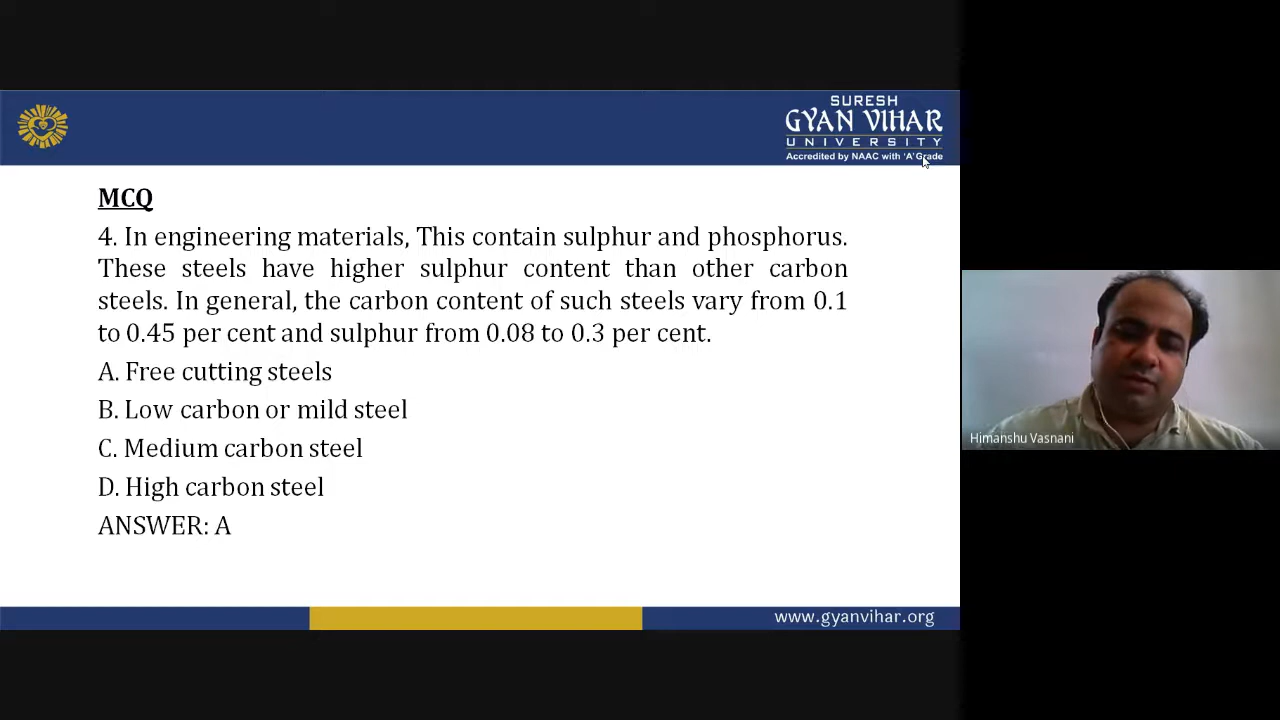 SURESH
GYAN VIHAR
UNIVERSITY
Accredited by NAAC with 'A' Grade
MCQ
4. In engineering materials, This contain sulphur and phosphorus.
These steels have higher sulphur content than other carbon
steels. In general, the carbon content of such steels vary from 0.1
to 0.45 per cent and sulphur from 0.08 to 0.3 per cent.
A. Free cutting steels
B. Low carbon or mild steel
C. Medium carbon steel
D. High carbon steel
ANSWER: A
Himanshu Vasnani
www.gyanvihar.org